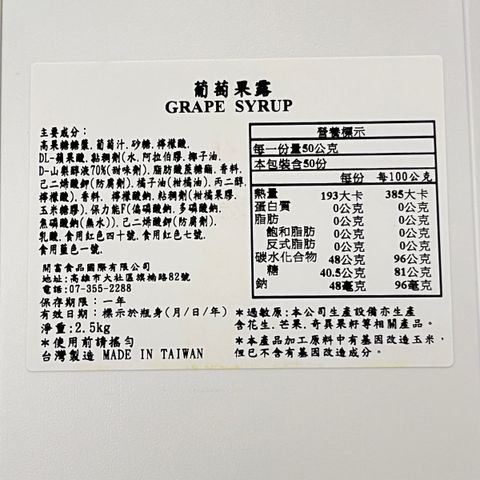 葡萄果露
GRAPE SYRUP
主要成分:
高果糖糖漿,葡萄汁,砂糖,檸檬酸,
DL-蘋果酸,粘稠劑(水,阿拉伯膠,椰子油,
D-山梨醇液70%(甜味劑),脂肪酸蔗糖酯,香料,
己二烯酸鉀(防腐劑),橘子油(柑橘油),丙二醇,
檸檬酸),香料, 檸檬酸鈉,粘稠劑(柑橘果膠,
玉米糖膠),保力能F(偏磷酸鈉,多磷酸鈉,
焦磷酸鈉(無水)),己二烯酸鉀(防腐劑),
乳酸,食用紅色四十號,食用紅色七號,
食用藍色一號.
開富食品國際有限公司
地址:高雄市大社區旗楠路82號
電話:07-355-2288
保存期限:一年
有效日期:標示於瓶身(月/日/年)
淨重:2.5kg
*使用前請搖勻
台灣製造 MADE IN TAIWAN
營養標示
每一份量50公克
本包裝含50份
每份 每100公克
熱量 193大卡 385大卡
蛋白質 0公克 0公克
脂肪 0公克 0公克
飽和脂肪 0公克 0公克
反式脂肪 0公克 0公克
碳水化合物 48公克 96公克
糖 40.5公克 81公克
鈉 48毫克 96毫克
*過敏原:本公司生產設備亦生產
含花生.芒果.奇異果籽等相關產品。
*本產品加工原料中有基因改造玉米,
但已不含有基因改造成分。